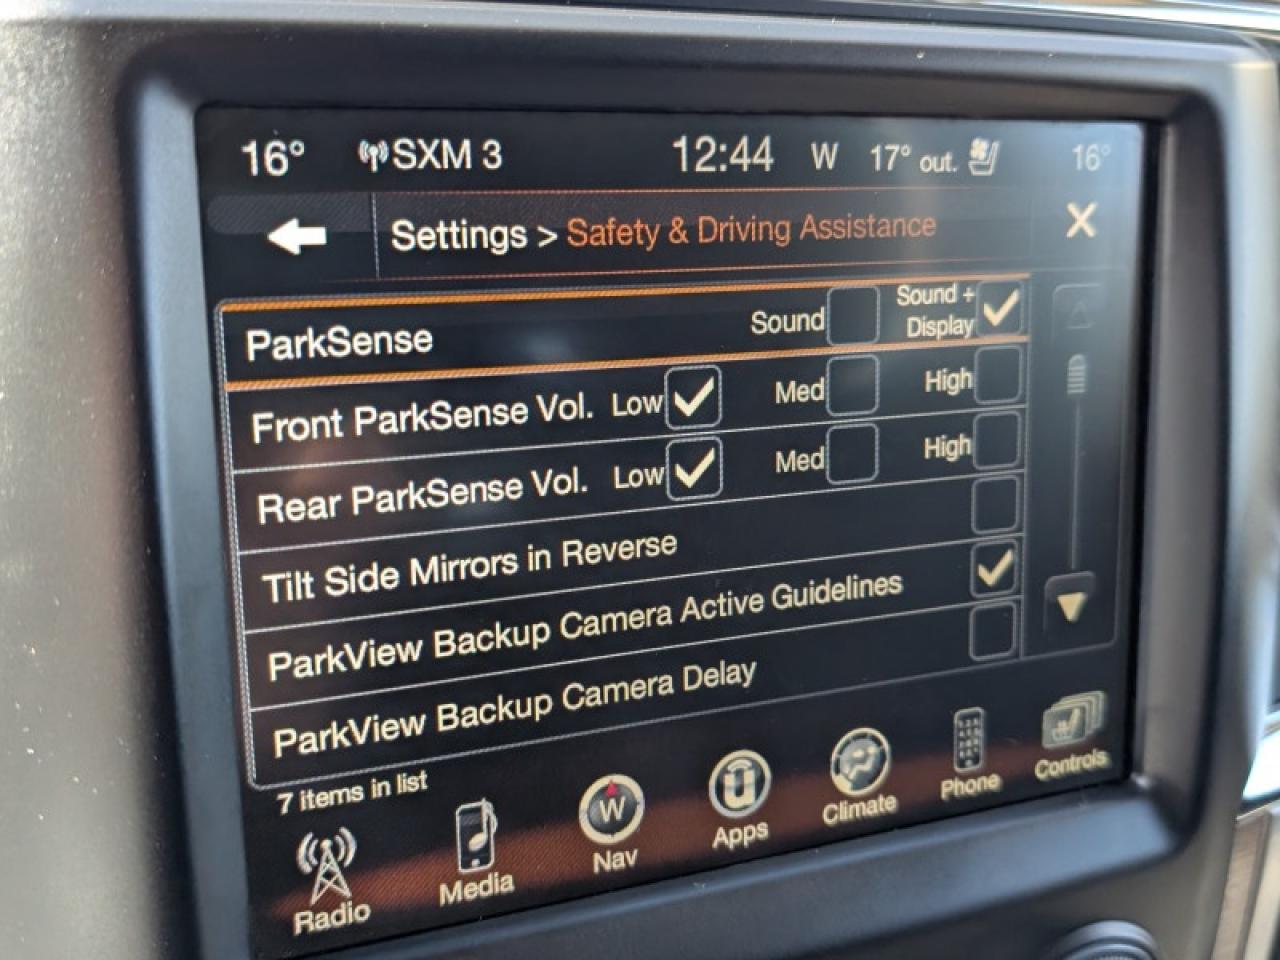 16° SXM 3 12:44 W 17° out. 16°
Settings > Safety & Driving Assistance X
ParkSense Sound Sound + Display
Front ParkSense Vol. Low Med High
Rear ParkSense Vol. Low Med High
Tilt Side Mirrors in Reverse
ParkView Backup Camera Active Guidelines
ParkView Backup Camera Delay
7 items in list
Radio Media W Nav Apps Climate Phone Controls